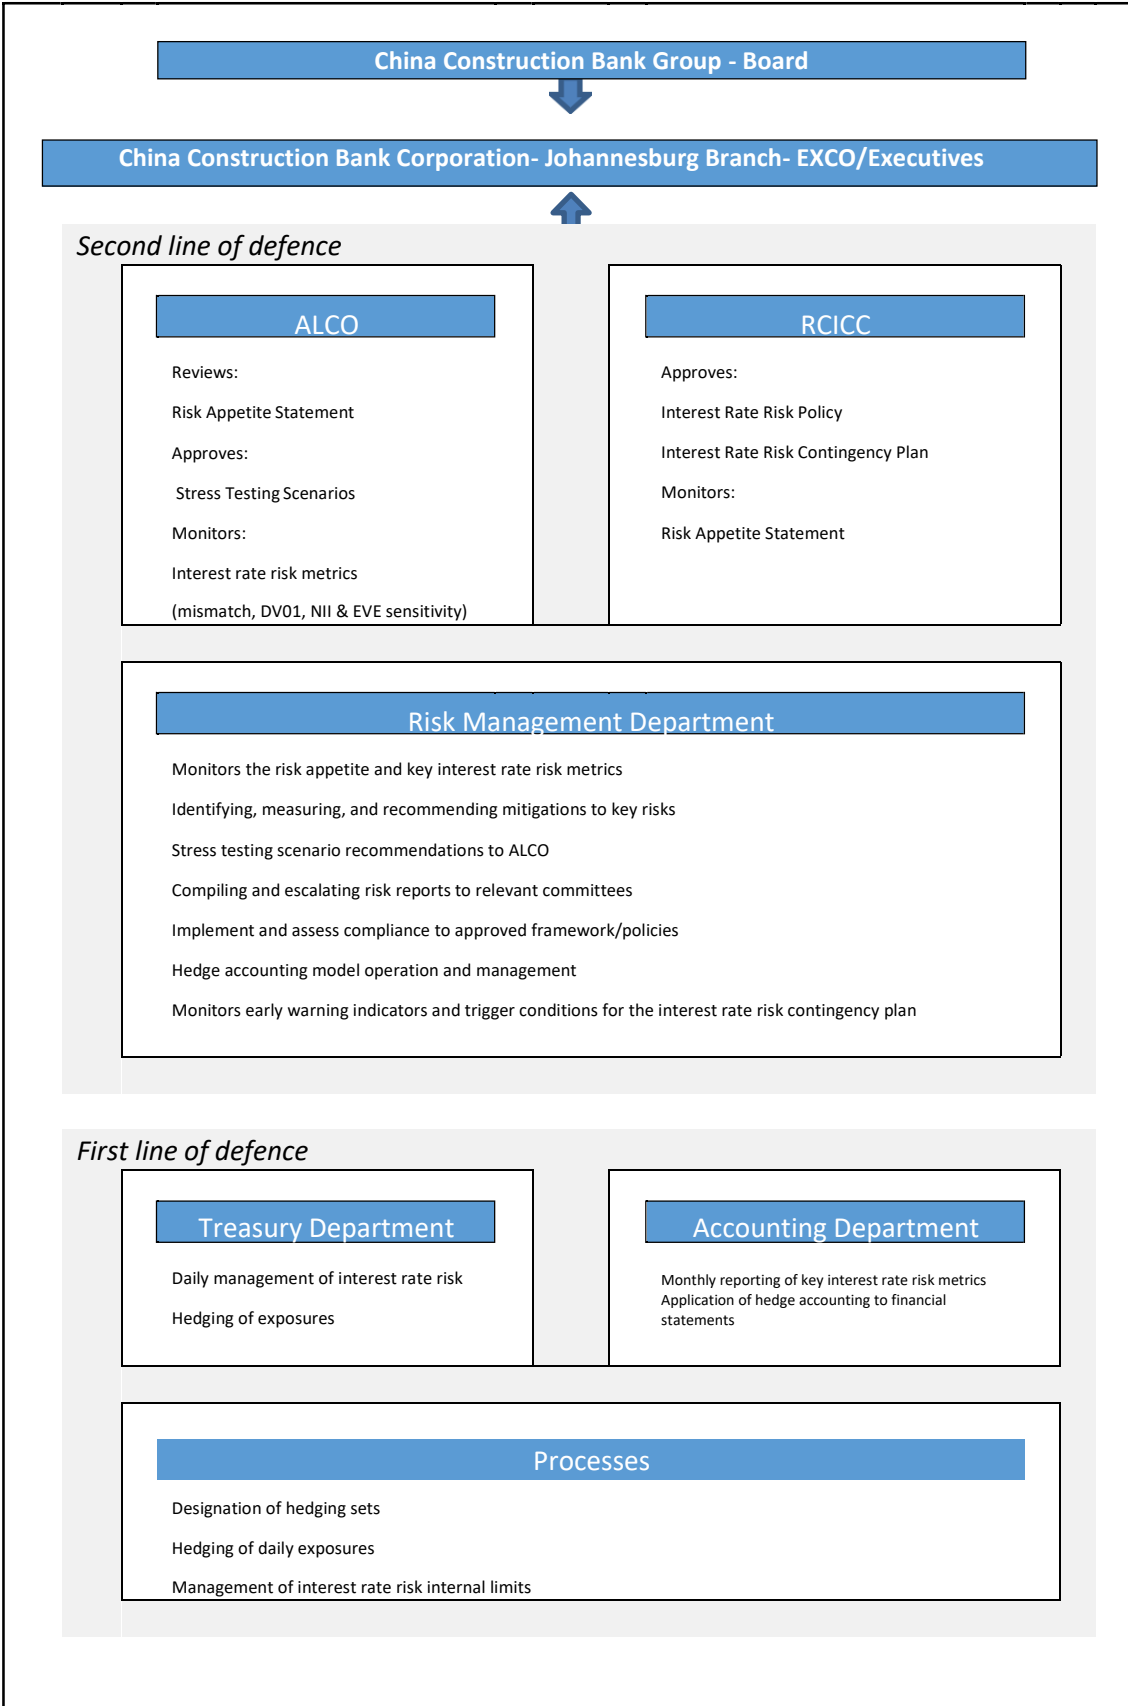 China Construction Bank Group - Board
China Construction Bank Corporation- Johannesburg Branch- EXCO/Executives
Second line of defence
ALCO
Reviews:
Risk Appetite Statement
Approves:
Stress Testing Scenarios
Monitors:
Interest rate risk metrics
(mismatch, DV01, NII & EVE sensitivity)
RCICC
Approves:
Interest Rate Risk Policy
Interest Rate Risk Contingency Plan
Monitors:
Risk Appetite Statement
Risk Management Department
Monitors the risk appetite and key interest rate risk metrics
Identifying, measuring, and recommending mitigations to key risks
Stress testing scenario recommendations to ALCO
Compiling and escalating risk reports to relevant committees
Implement and assess compliance to approved framework/policies
Hedge accounting model operation and management
Monitors early warning indicators and trigger conditions for the interest rate risk contingency plan
First line of defence
Treasury Department
Daily management of interest rate risk
Hedging of exposures
Accounting Department
Monthly reporting of key interest rate risk metrics
Application of hedge accounting to financial
statements
Processes
Designation of hedging sets
Hedging of daily exposures
Management of interest rate risk internal limits